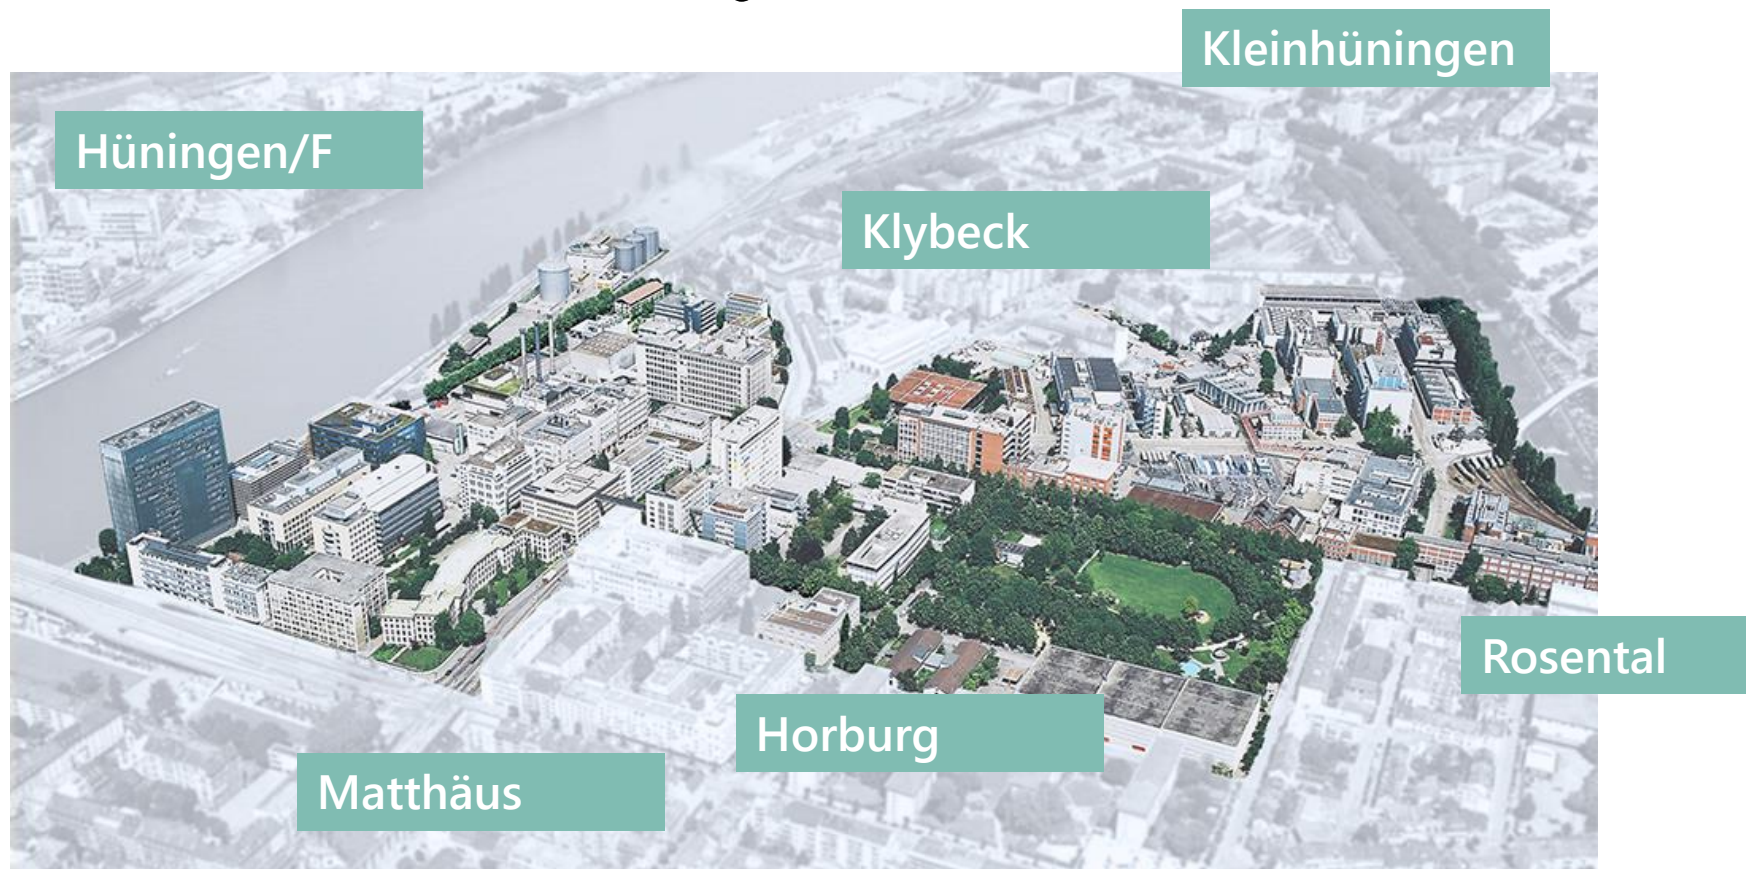 Kleinhüningen
Hüningen/F
Klybeck
Rosental
Horburg
Matthäus